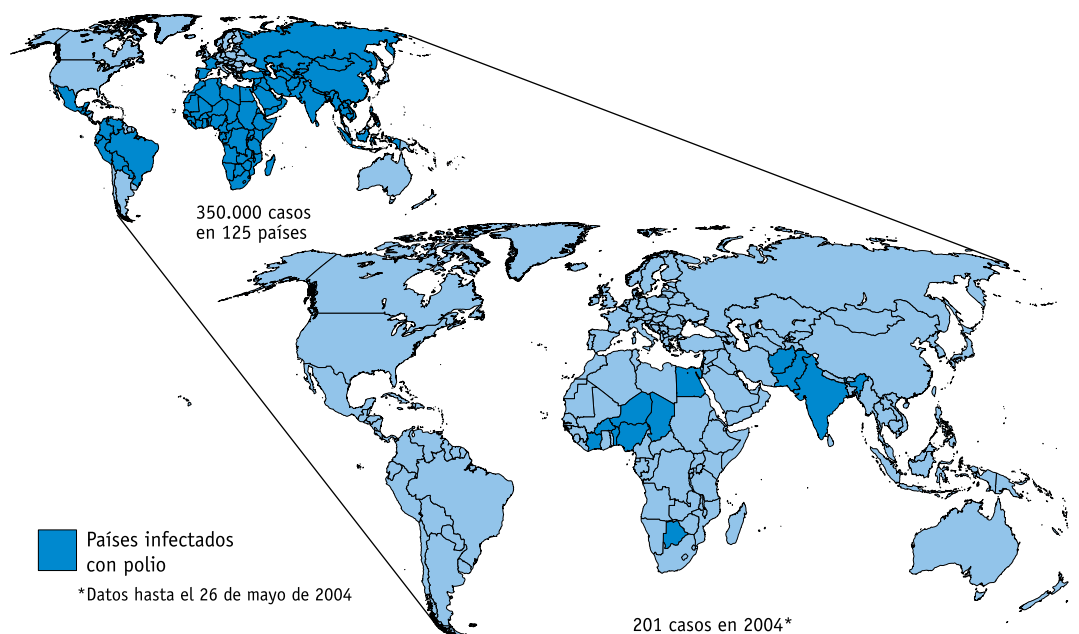 350.000 casos
en 125 países
Países infectados
con polio
*Datos hasta el 26 de mayo de 2004
201 casos en 2004*